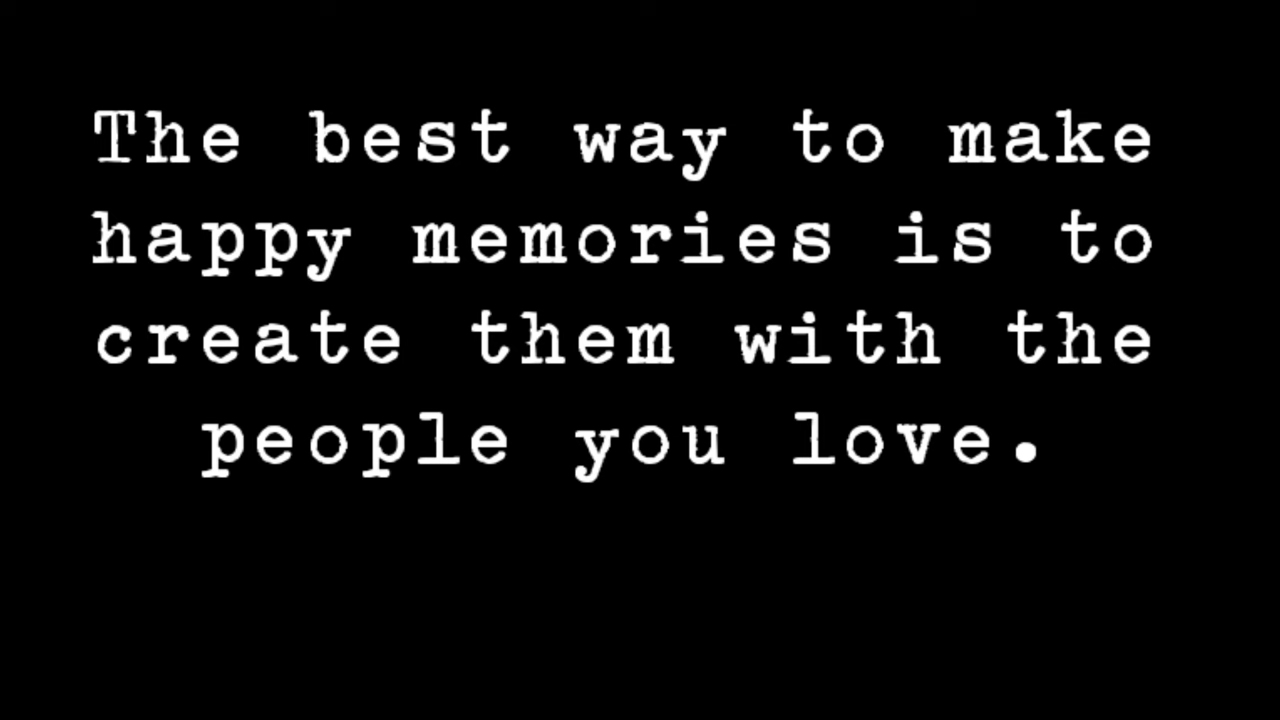 The best way to make
happy memories is to
create them with the
people you love.